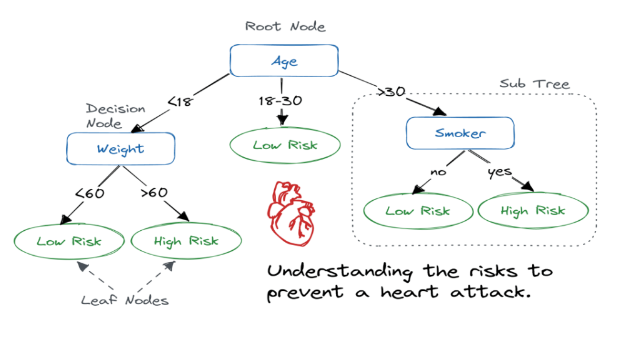 Root Node
Age
<18
18-30
>30
Sub Tree
Decision
Node
Weight
Low Risk
Smoker
<60
>60
no
yes
Low Risk
High Risk
Low Risk
High Risk
Leaf Nodes
Understanding the risks to
prevent a heart attack.